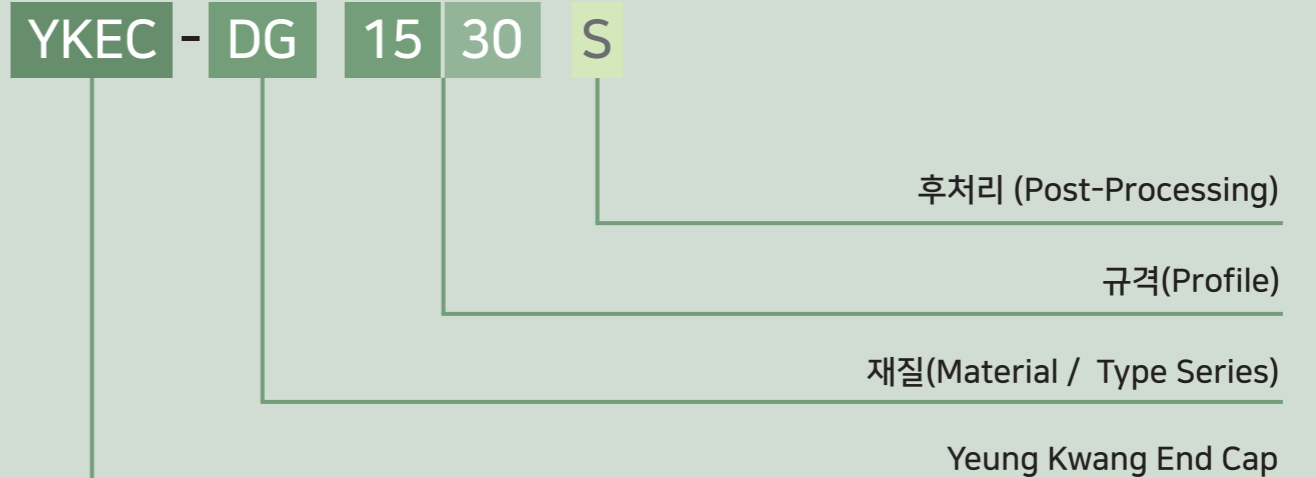 YKEC - DG 15 30 S
후처리 (Post-Processing)
규격(Profile)
재질(Material / Type Series)
Yeung Kwang End Cap